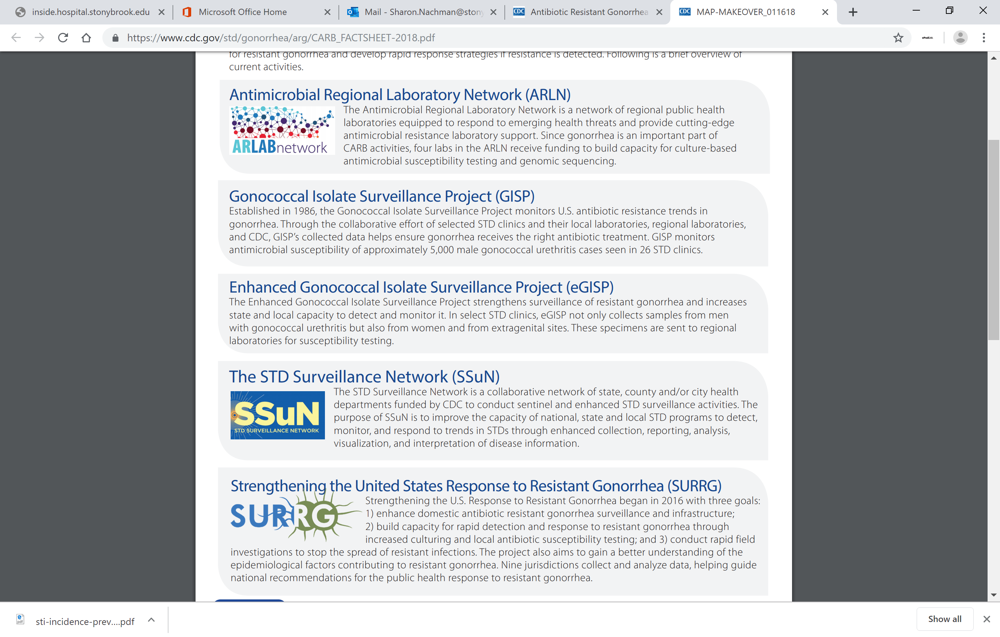 inside.hospital.stonybrook.edu
Microsoft Office Home
Mail - Sharon.Nachman@stony
Antibiotic Resistant Gonorrhea
MAP-MAKEOVER_011618
https://www.cdc.gov/std/gonorrhea/arg/CARB_FACTSHEET-2018.pdf
ePedLink
for resistant gonorrhea and develop rapid response strategies if resistance is detected. Following is a brief overview of
current activities.
Antimicrobial Regional Laboratory Network (ARLN)
ARLABnetwork
The Antimicrobial Regional Laboratory Network is a network of regional public health
laboratories equipped to respond to emerging health threats and provide cutting-edge
antimicrobial resistance laboratory support. Since gonorrhea is an important part of
CARB activities, four labs in the ARLN receive funding to build capacity for culture-based
antimicrobial susceptibility testing and genomic sequencing.
Gonococcal Isolate Surveillance Project (GISP)
Established in 1986, the Gonococcal Isolate Surveillance Project monitors U.S. antibiotic resistance trends in
gonorrhea. Through the collaborative effort of selected STD clinics and their local laboratories, regional laboratories,
and CDC, GISP’s collected data helps ensure gonorrhea receives the right antibiotic treatment. GISP monitors
antimicrobial susceptibility of approximately 5,000 male gonococcal urethritis cases seen in 26 STD clinics.
Enhanced Gonococcal Isolate Surveillance Project (eGISP)
The Enhanced Gonococcal Isolate Surveillance Project strengthens surveillance of resistant gonorrhea and increases
state and local capacity to detect and monitor it. In select STD clinics, eGISP not only collects samples from men
with gonococcal urethritis but also from women and from extragenital sites. These specimens are sent to regional
laboratories for susceptibility testing.
The STD Surveillance Network (SSuN)
SSuN
STD SURVEILLANCE NETWORK
The STD Surveillance Network is a collaborative network of state, county and/or city health
departments funded by CDC to conduct sentinel and enhanced STD surveillance activities. The
purpose of SSuN is to improve the capacity of national, state and local STD programs to detect,
monitor, and respond to trends in STDs through enhanced collection, reporting, analysis,
visualization, and interpretation of disease information.
Strengthening the United States Response to Resistant Gonorrhea (SURRG)
SURRG
Strengthening the U.S. Response to Resistant Gonorrhea began in 2016 with three goals:
1) enhance domestic antibiotic resistant gonorrhea surveillance and infrastructure;
2) build capacity for rapid detection and response to resistant gonorrhea through
increased culturing and local antibiotic susceptibility testing; and 3) conduct rapid field
investigations to stop the spread of resistant infections. The project also aims to gain a better understanding of the
epidemiological factors contributing to resistant gonorrhea. Nine jurisdictions collect and analyze data, helping guide
national recommendations for the public health response to resistant gonorrhea.
sti-incidence-prev....pdf
Show all